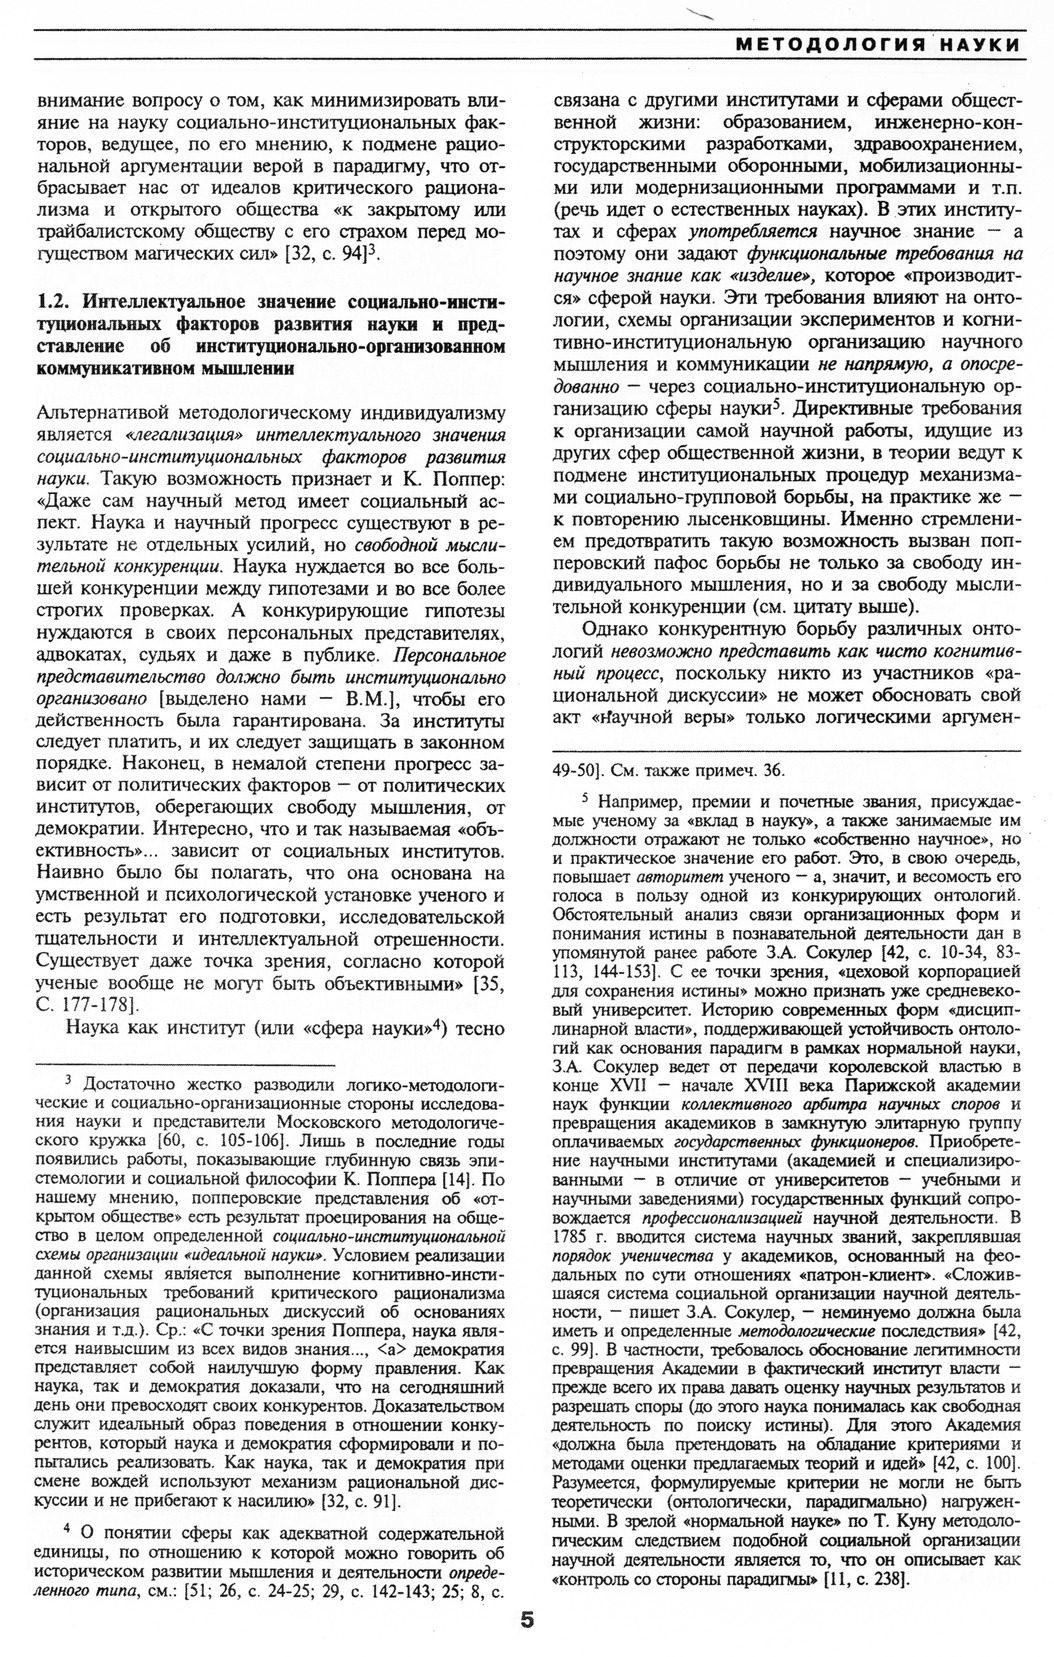 МЕТОДОЛОГИЯ НАУКИ
внимание вопросу о том, как минимизировать вли-
яние на науку социально-институциональных фак-
торов, ведущее, по его мнению, к подмене рацио-
нальной аргументации верой в парадигму, что от-
брасывает нас от идеалов критического рациона-
лизма и открытого общества «к закрытому или
трайбалистскому обществу с его страхом перед мо-
гуществом магических сил» [32, с. 94]³.
1.2. Интеллектуальное значение социально-инсти-
туциональных факторов развития науки и пред-
ставление об институционально-организованном
коммуникативном мышлении
Альтернативой методологическому индивидуализму
является «легализация» интеллектуального значения
социально-институциональных факторов развития
науки. Такую возможность признает и К. Поппер:
«Даже сам научный метод имеет социальный ас-
пект. Наука и научный прогресс существуют в ре-
зультате не отдельных усилий, но свободной мысли-
тельной конкуренции. Наука нуждается во все боль-
шей конкуренции между гипотезами и во все более
строгих проверках. А конкурирующие гипотезы
нуждаются в своих персональных представителях,
адвокатах, судьях и даже в публике. Персональное
представительство должно быть институционально
организовано [выделено нами — В.М.], чтобы его
действенность была гарантирована. За институты
следует платить, и их следует защищать в законном
порядке. Наконец, в немалой степени прогресс за-
висит от политических факторов — от политических
институтов, оберегающих свободу мышления, от
демократии. Интересно, что и так называемая «объ-
ективность»... зависит от социальных институтов.
Наивно было бы полагать, что она основана на
умственной и психологической установке ученого и
есть результат его подготовки, исследовательской
тщательности и интеллектуальной отрешенности.
Существует даже точка зрения, согласно которой
ученые вообще не могут быть объективными» [35,
С. 177-178].
Наука как институт (или «сфера науки»⁴) тесно
³ Достаточно жестко разводили логико-методологи-
ческие и социально-организационные стороны исследова-
ния науки и представители Московского методологиче-
ского кружка [60, с. 105-106]. Лишь в последние годы
появились работы, показывающие глубинную связь эпи-
стемологии и социальной философии К. Поппера [14]. По
нашему мнению, попперовские представления об «от-
крытом обществе» есть результат проецирования на обще-
ство в целом определенной социально-институциональной
схемы организации «идеальной науки». Условием реализации
данной схемы является выполнение когнитивно-инсти-
туциональных требований критического рационализма
(организация рациональных дискуссий об основаниях
знания и т.д.). Ср.: «С точки зрения Поппера, наука явля-
ется наивысшим из всех видов знания..., <а> демократия
представляет собой наилучшую форму правления. Как
наука, так и демократия доказали, что на сегодняшний
день они превосходят своих конкурентов. Доказательством
служит идеальный образ поведения в отношении конку-
рентов, который наука и демократия сформировали и по-
пытались реализовать. Как наука, так и демократия при
смене вождей используют механизм рациональной дис-
куссии и не прибегают к насилию» [32, с. 91].
⁴ О понятии сферы как адекватной содержательной
единицы, по отношению к которой можно говорить об
историческом развитии мышления и деятельности опреде-
ленного типа, см.: [51; 26, с. 24-25; 29, с. 142-143; 25; 8, с.
связана с другими институтами и сферами общест-
венной жизни: образованием, инженерно-кон-
структорскими разработками, здравоохранением,
государственными оборонными, мобилизационны-
ми или модернизационными программами и т.п.
(речь идет о естественных науках). В этих институ-
тах и сферах употребляется научное знание — а
поэтому они задают функциональные требования на
научное знание как «изделие», которое «производит-
ся» сферой науки. Эти требования влияют на онто-
логии, схемы организации экспериментов и когни-
тивно-институциональную организацию научного
мышления и коммуникации не напрямую, а опосре-
дованно — через социально-институциональную ор-
ганизацию сферы науки⁵. Директивные требования
к организации самой научной работы, идущие из
других сфер общественной жизни, в теории ведут к
подмене институциональных процедур механизма-
ми социально-групповой борьбы, на практике же —
к повторению лысенковщины. Именно стремлени-
ем предотвратить такую возможность вызван поп-
перовский пафос борьбы не только за свободу ин-
дивидуального мышления, но и за свободу мысли-
тельной конкуренции (см. цитату выше).
Однако конкурентную борьбу различных онто-
логий невозможно представить как чисто когнитив-
ный процесс, поскольку никто из участников «ра-
циональной дискуссии» не может обосновать свой
акт «научной веры» только логическими аргумен-
49-50]. См. также примеч. 36.
⁵ Например, премии и почетные звания, присуждае-
мые ученому за «вклад в науку», а также занимаемые им
должности отражают не только «собственно научное», но
и практическое значение его работ. Это, в свою очередь,
повышает авторитет ученого — а, значит, и весомость его
голоса в пользу одной из конкурирующих онтологий.
Обстоятельный анализ связи организационных форм и
понимания истины в познавательной деятельности дан в
упомянутой ранее работе З.А. Сокулер [42, с. 10-34, 83-
113, 144-153]. С ее точки зрения, «цеховой корпорацией
для сохранения истины» можно признать уже средневеко-
вый университет. Историю современных форм «дисцип-
линарной власти», поддерживающей устойчивость онтоло-
гий как основания парадигм в рамках нормальной науки,
З.А. Сокулер ведет от передачи королевской властью в
конце XVII — начале XVIII века Парижской академии
наук функции коллективного арбитра научных споров и
превращения академиков в замкнутую элитарную группу
оплачиваемых государственных функционеров. Приобрете-
ние научными институтами (академией и специализиро-
ванными — в отличие от университетов — учебными и
научными заведениями) государственных функций сопро-
вождается профессионализацией научной деятельности. В
1785 г. вводится система научных званий, закреплявшая
порядок ученичества у академиков, основанный на фео-
дальных по сути отношениях «патрон-клиент». «Сложив-
шаяся система социальной организации научной деятель-
ности, — пишет З.А. Сокулер, — неминуемо должна была
иметь и определенные методологические последствия» [42,
с. 99]. В частности, требовалось обоснование легитимности
превращения Академии в фактический институт власти —
прежде всего их права давать оценку научных результатов и
разрешать споры (до этого наука понималась как свободная
деятельность по поиску истины). Для этого Академия
«должна была претендовать на обладание критериями и
методами оценки предлагаемых теорий и идей» [42, с. 100].
Разумеется, формулируемые критерии не могли не быть
теоретически (онтологически, парадигмально) нагружен-
ными. В зрелой «нормальной науке» по Т. Куну методоло-
гическим следствием подобной социальной организации
научной деятельности является то, что он описывает как
«контроль со стороны парадигмы» [11, с. 238].
5